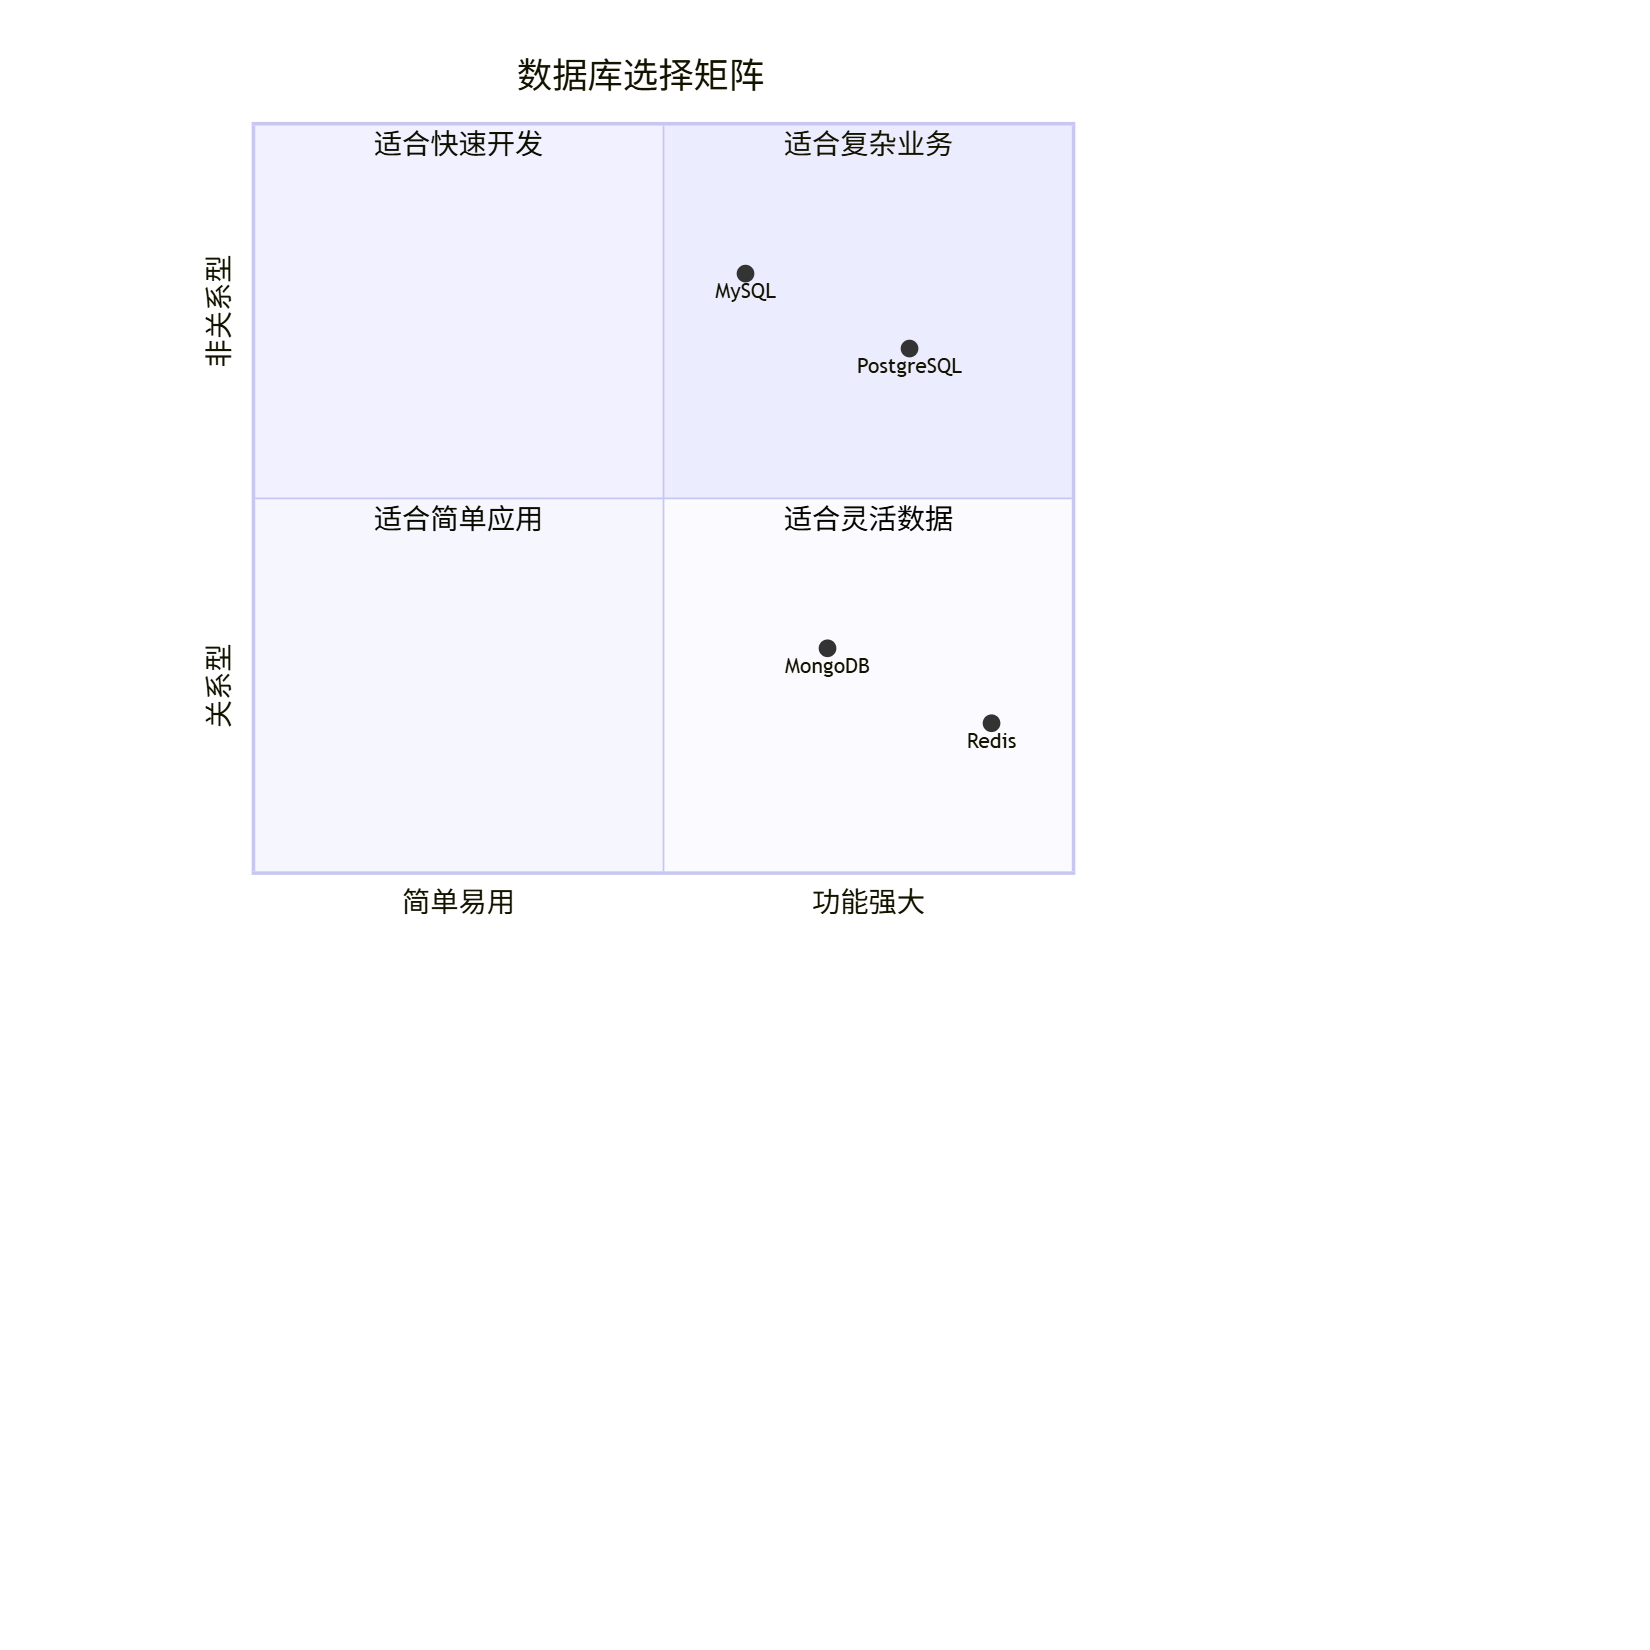 数据库选择矩阵
适合快速开发
适合复杂业务
非关系型
MySQL
PostgreSQL
适合简单应用
适合灵活数据
关系型
MongoDB
Redis
简单易用
功能强大